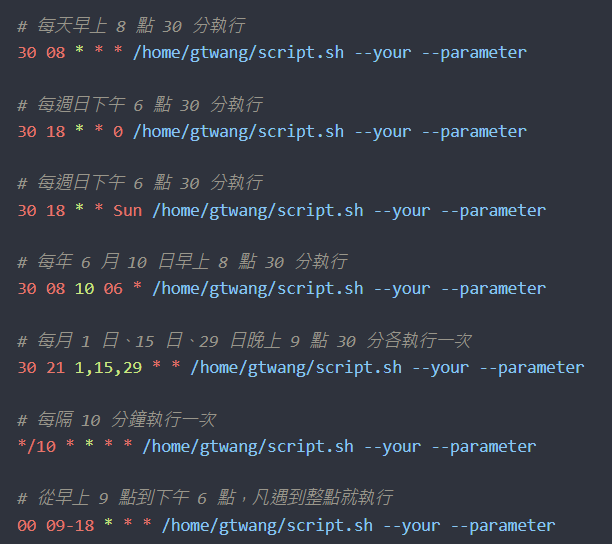 # 每天早上 8 點 30 分執行
30 08 * * * /home/gtwang/script.sh --your --parameter
# 每週日下午 6 點 30 分執行
30 18 * * 0 /home/gtwang/script.sh --your --parameter
# 每週日下午 6 點 30 分執行
30 18 * * Sun /home/gtwang/script.sh --your --parameter
# 每年 6 月 10 日早上 8 點 30 分執行
30 08 10 06 * /home/gtwang/script.sh --your --parameter
# 每月 1 日、15 日、29 日晚上 9 點 30 分各執行一次
30 21 1,15,29 * * /home/gtwang/script.sh --your --parameter
# 每隔 10 分鐘執行一次
*/10 * * * * /home/gtwang/script.sh --your --parameter
# 從早上 9 點到下午 6 點，凡遇到整點就執行
00 09-18 * * * /home/gtwang/script.sh --your --parameter